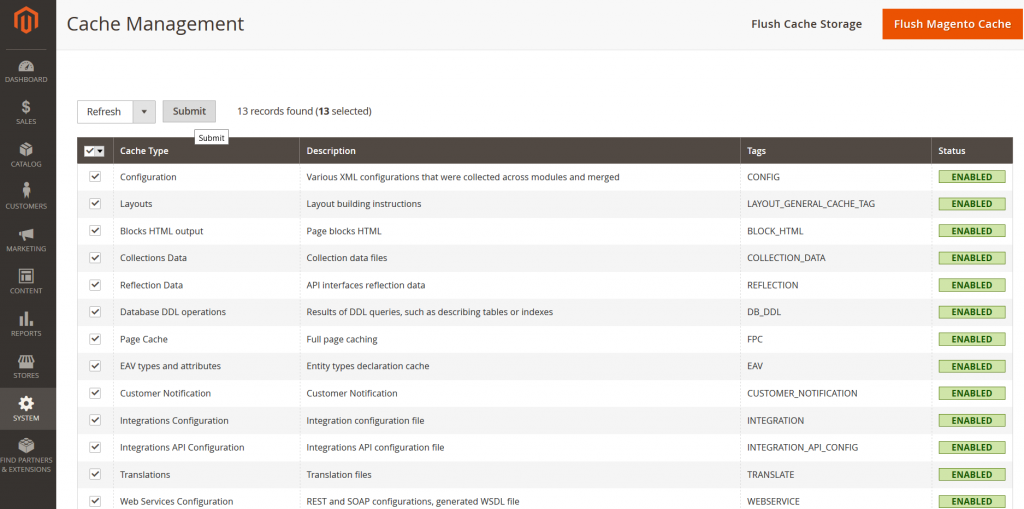 Cache Management
Flush Cache Storage
Flush Magento Cache
DASHBOARD
SALES
CATALOG
CUSTOMERS
MARKETING
CONTENT
REPORTS
STORES
SYSTEM
FIND PARTNERS
& EXTENSIONS
Refresh
Submit
13 records found (13 selected)
Submit
Cache Type Description Tags Status
Configuration Various XML configurations that were collected across modules and merged CONFIG ENABLED
Layouts Layout building instructions LAYOUT_GENERAL_CACHE_TAG ENABLED
Blocks HTML output Page blocks HTML BLOCK_HTML ENABLED
Collections Data Collection data files COLLECTION_DATA ENABLED
Reflection Data API interfaces reflection data REFLECTION ENABLED
Database DDL operations Results of DDL queries, such as describing tables or indexes DB_DDL ENABLED
Page Cache Full page caching FPC ENABLED
EAV types and attributes Entity types declaration cache EAV ENABLED
Customer Notification Customer Notification CUSTOMER_NOTIFICATION ENABLED
Integrations Configuration Integration configuration file INTEGRATION ENABLED
Integrations API Configuration Integrations API configuration file INTEGRATION_API_CONFIG ENABLED
Translations Translation files TRANSLATE ENABLED
Web Services Configuration REST and SOAP configurations, generated WSDL file WEBSERVICE ENABLED